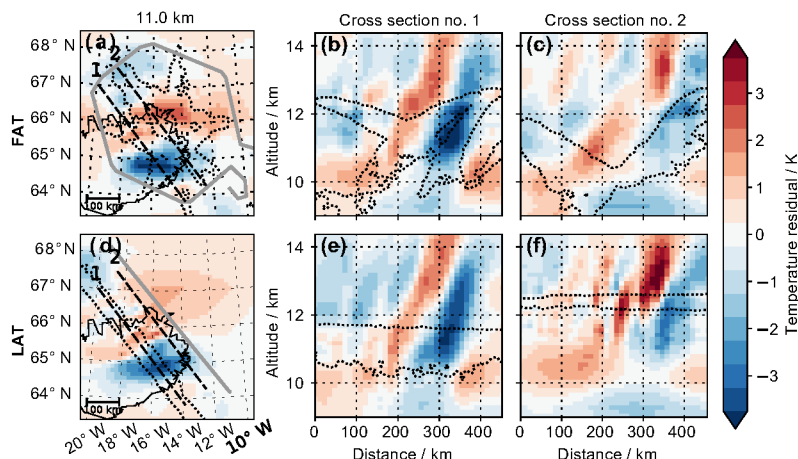 11.0 km
Cross section no. 1
Cross section no. 2
(a)
2
1
68° N
67° N
66° N
65° N
64° N
FAT
100 km
(b)
14
12
10
Altitude / km
(c)
(d)
2
1
68° N
67° N
66° N
65° N
64° N
LAT
100 km
20° W
18° W
16° W
14° W
12° W
10° W
(e)
14
12
10
Altitude / km
0
100
200
300
400
Distance / km
(f)
0
100
200
300
400
Distance / km
3
2
1
0
−1
−2
−3
Temperature residual / K